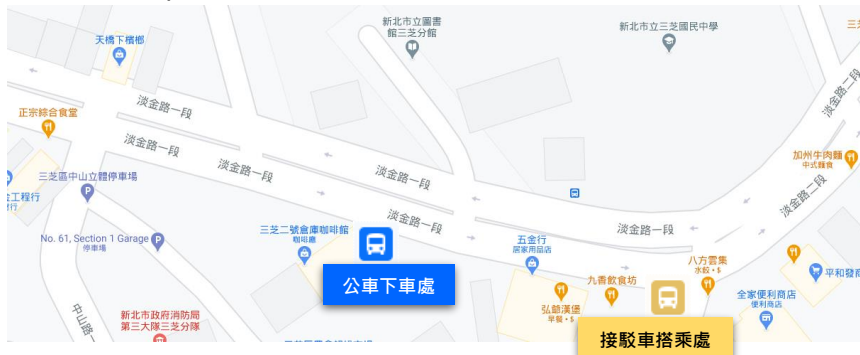 新北市立圖書
館三芝分館
新北市立三芝國民中學
天橋下檳榔
淡金路一段
淡金路二段
正宗綜合食堂
淡金路一段
淡金路一段
淡金路一段
加州牛肉麵
中式麵食
三芝區中山立體停車場
工程行
淡金路一段
淡金路一段
淡金路二段
三芝二號倉庫咖啡館
咖啡廳
No. 61, Section 1 Garage
停車場
五金行
居家用品店
八方雲集
水餃・$
平和發商
公車下車處
九香飲食坊
全家便利商店
便利商店
中山路一
新北市政府消防局
第三大隊三芝分隊
弘爺漢堡
早餐・$
接駁車搭乘處